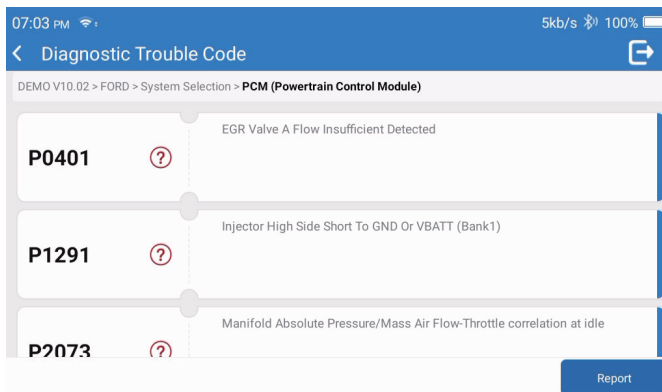 07:03 PM 5kb/s 100%
Diagnostic Trouble Code
DEMO V10.02 > FORD > System Selection > PCM (Powertrain Control Module)
EGR Valve A Flow Insufficient Detected
P0401 ?
Injector High Side Short To GND Or VBATT (Bank1)
P1291 ?
Manifold Absolute Pressure/Mass Air Flow-Throttle correlation at idle
P2073 ?
Report